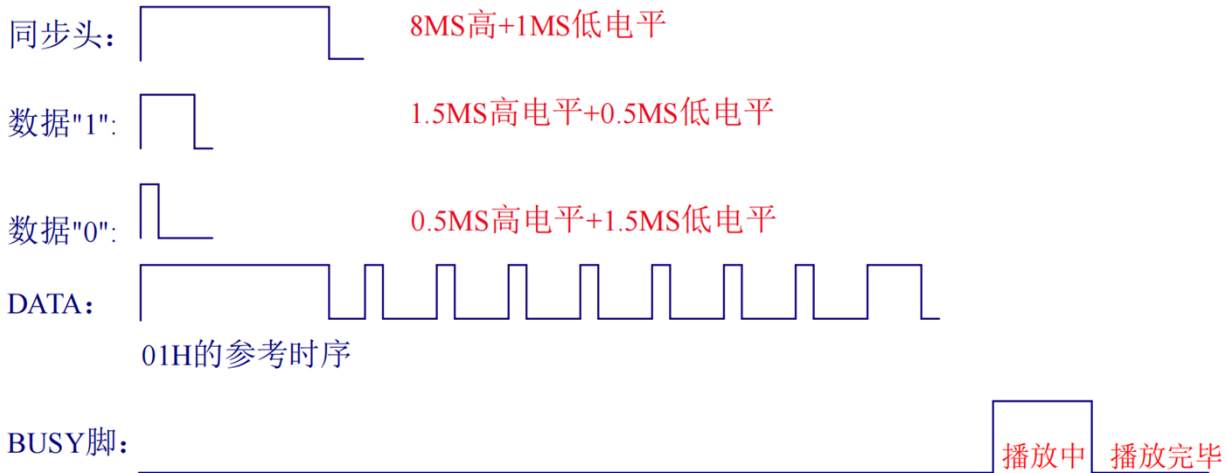 同步头： 8MS高+1MS低电平
数据"1": 1.5MS高电平+0.5MS低电平
数据"0": 0.5MS高电平+1.5MS低电平
DATA：
01H的参考时序
BUSY脚： 播放中 播放完毕